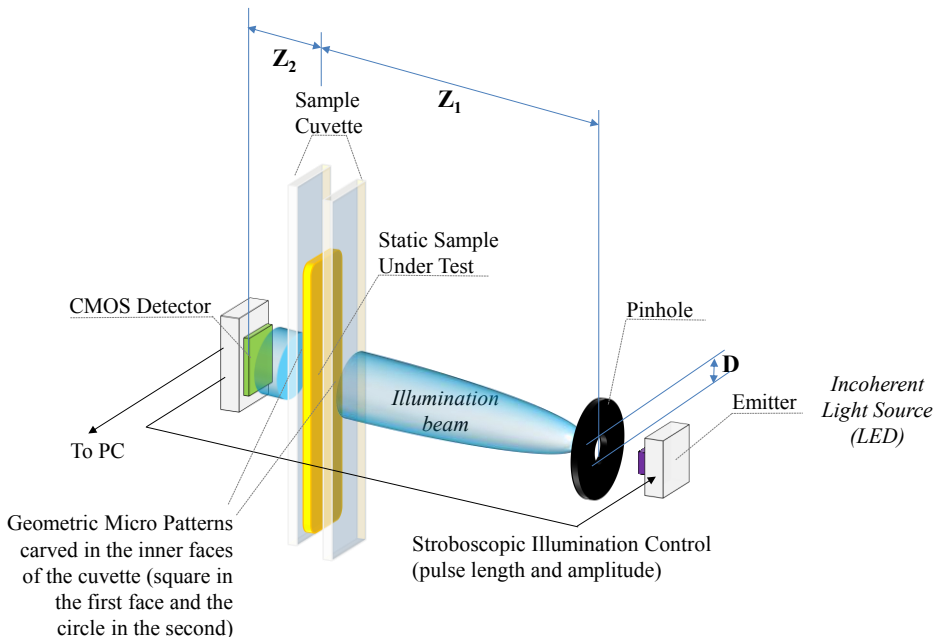 Z₂
Z₁
Sample
Cuvette
Static Sample
Under Test
CMOS Detector
Pinhole
D
Illumination
beam
Emitter
Incoherent
Light Source
(LED)
To PC
Geometric Micro Patterns
carved in the inner faces
of the cuvette (square in
the first face and the
circle in the second)
Stroboscopic Illumination Control
(pulse length and amplitude)